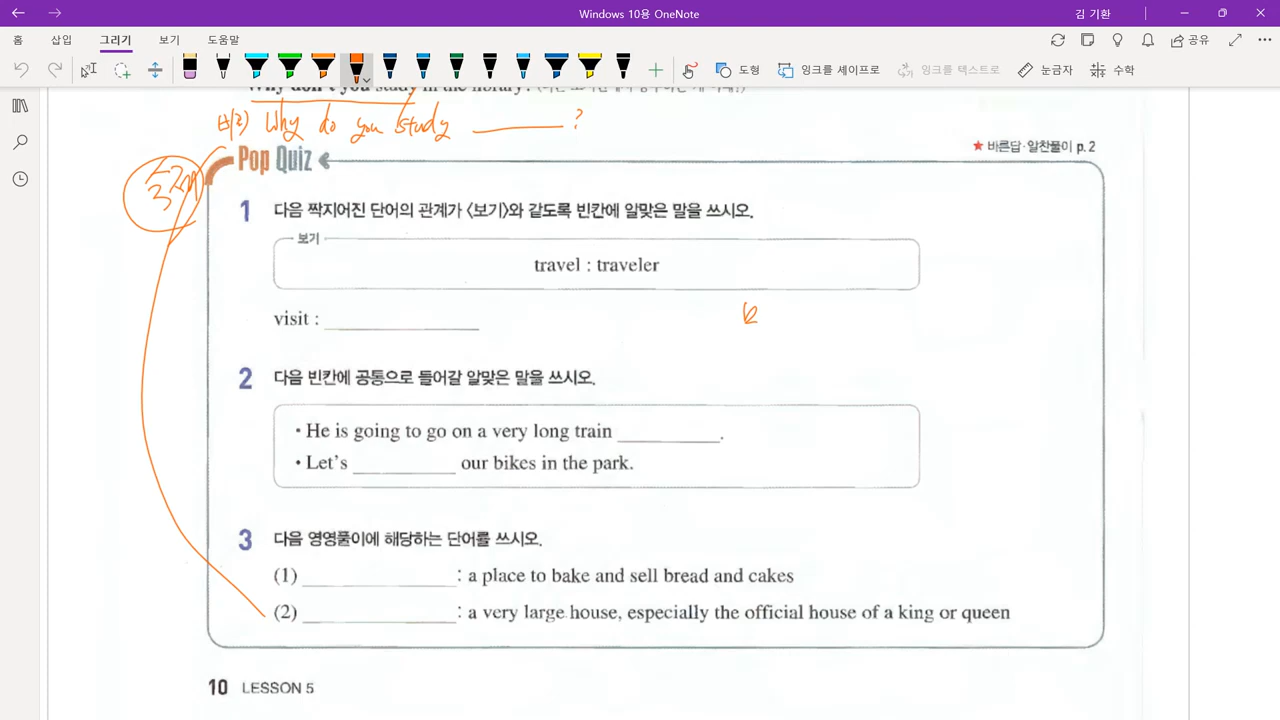 Windows 10용 OneNote
김 기환
홈 삽입 그리기 보기 도움말
공유
도형 잉크를 셰이프로 잉크를 텍스트로 눈금자 수학
Why don't you study in the library?
비교) Why do you study ______ ?
숙제
Pop Quiz
★ 바른답·알찬풀이 p.2
1 다음 짝지어진 단어의 관계가 <보기>와 같도록 빈칸에 알맞은 말을 쓰시오.
보기
travel : traveler
visit : ______
2 다음 빈칸에 공통으로 들어갈 알맞은 말을 쓰시오.
• He is going to go on a very long train ______.
• Let's ______ our bikes in the park.
3 다음 영영풀이에 해당하는 단어를 쓰시오.
(1) ______ : a place to bake and sell bread and cakes
(2) ______ : a very large house, especially the official house of a king or queen
10 LESSON 5